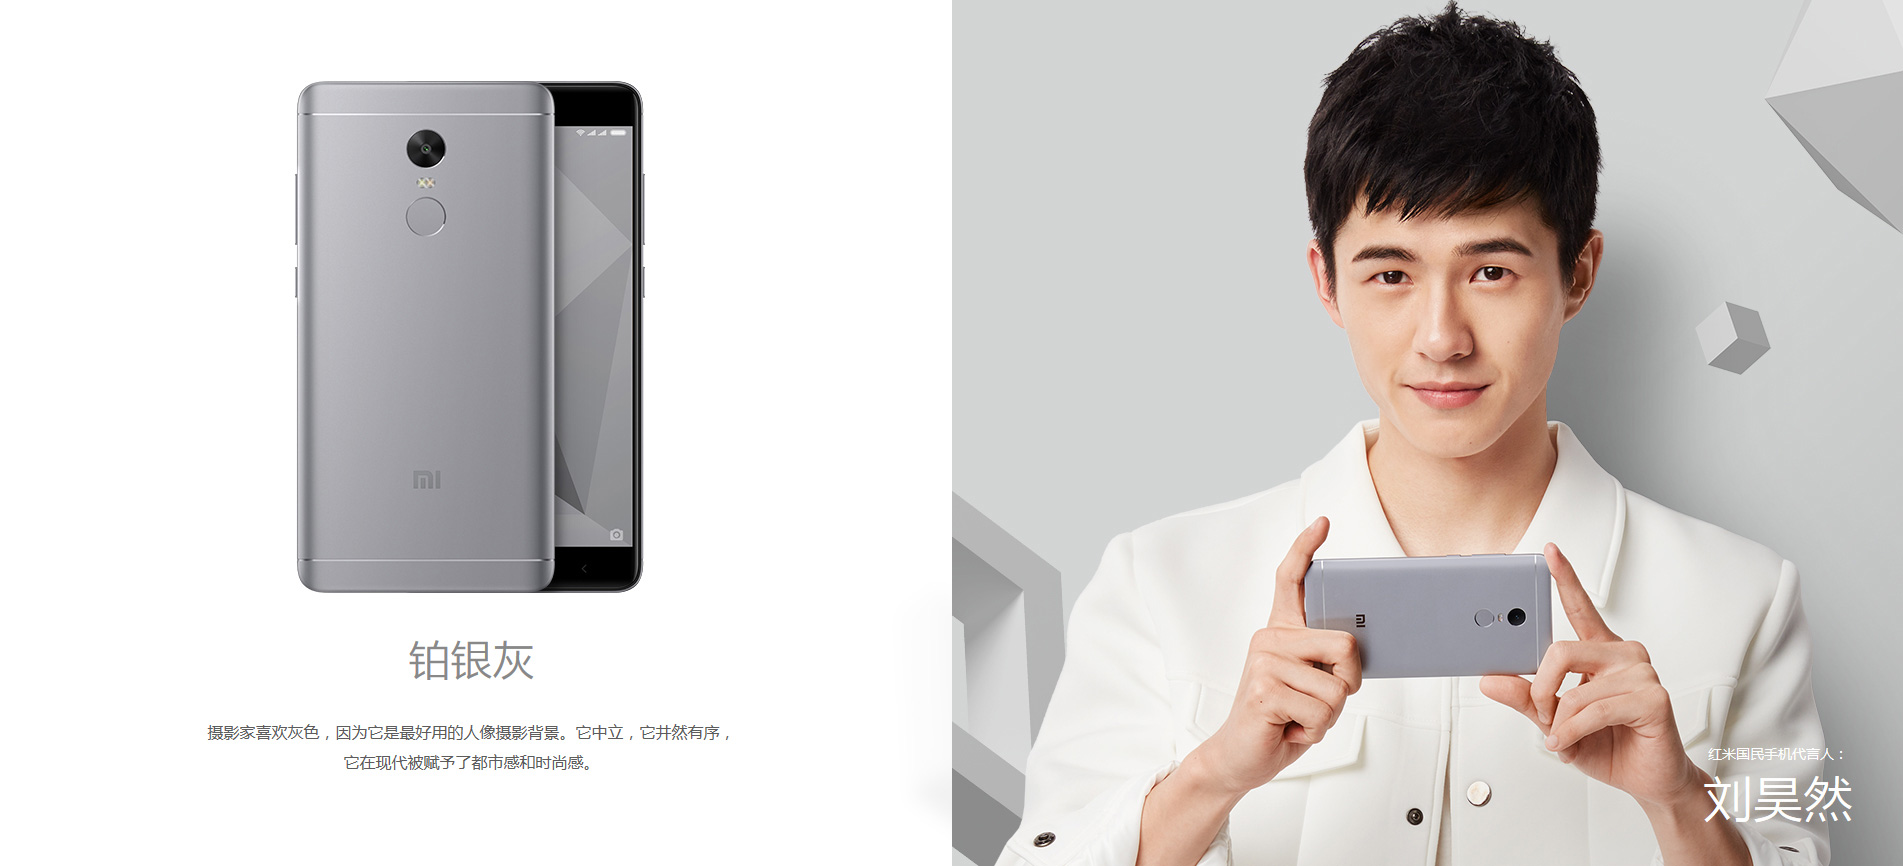 MI
铂银灰
摄影家喜欢灰色，因为它是最好用的人像摄影背景。它中立，它井然有序，
它在现代被赋予了都市感和时尚感。
MI
红米国民手机代言人：
刘昊然